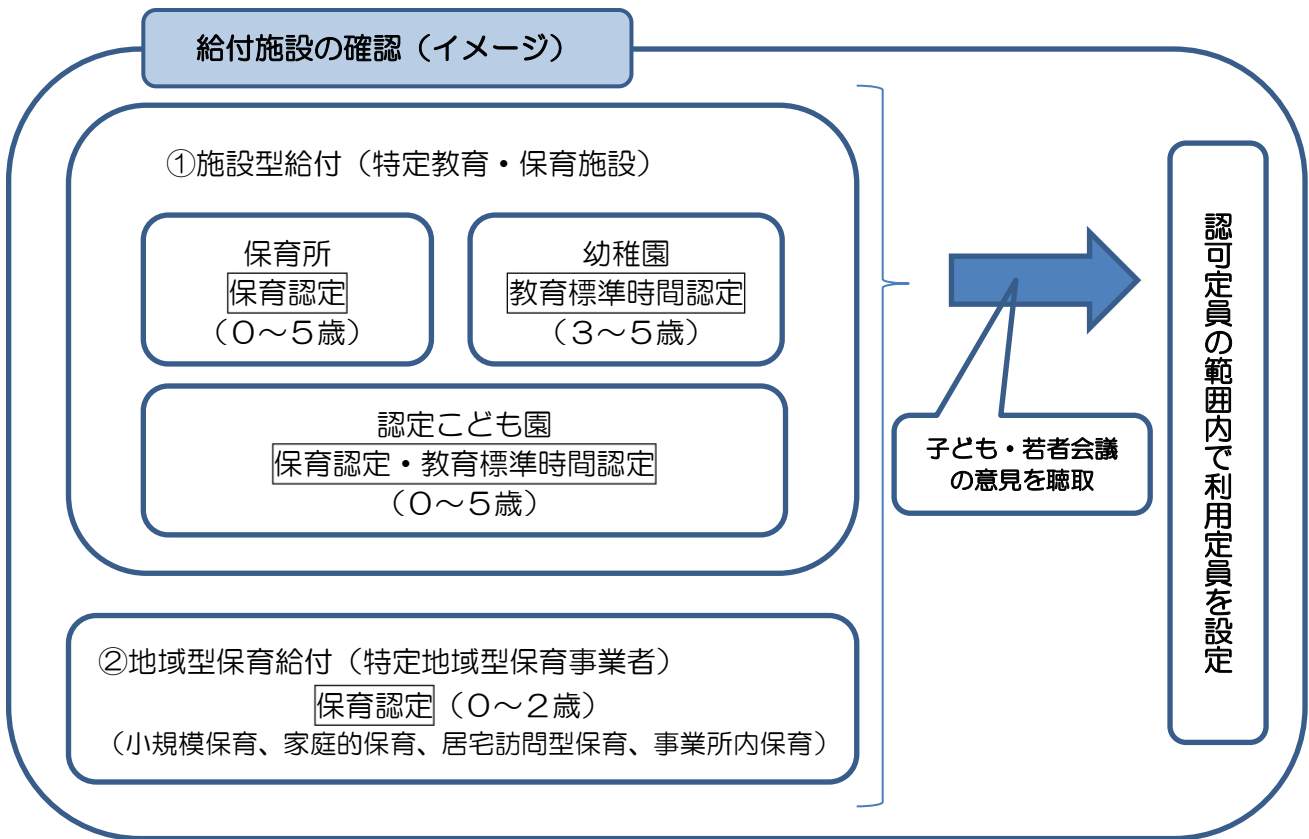 給付施設の確認（イメージ）
①施設型給付（特定教育・保育施設）
保育所
保育認定
（０～５歳）
幼稚園
教育標準時間認定
（３～５歳）
認定こども園
保育認定・教育標準時間認定
（０～５歳）
②地域型保育給付（特定地域型保育事業者）
保育認定（０～２歳）
（小規模保育、家庭的保育、居宅訪問型保育、事業所内保育）
子ども・若者会議
の意見を聴取
認可定員の範囲内で利用定員を設定